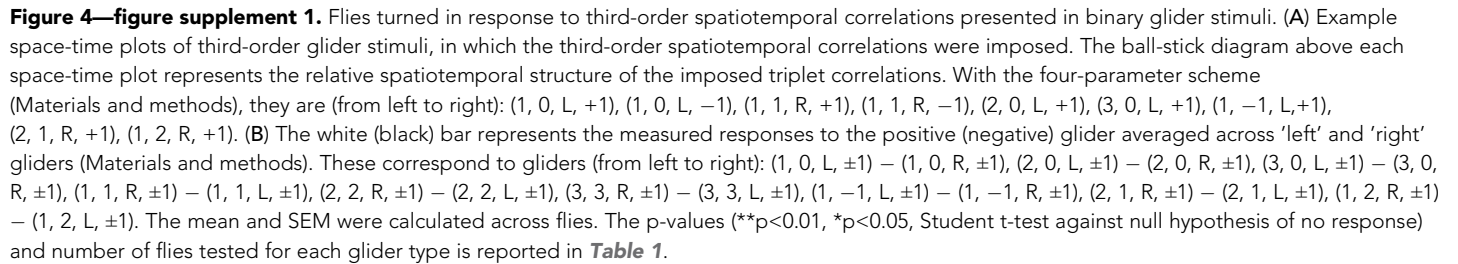 Figure 4—figure supplement 1. Flies turned in response to third-order spatiotemporal correlations presented in binary glider stimuli. (A) Example
space-time plots of third-order glider stimuli, in which the third-order spatiotemporal correlations were imposed. The ball-stick diagram above each
space-time plot represents the relative spatiotemporal structure of the imposed triplet correlations. With the four-parameter scheme
(Materials and methods), they are (from left to right): (1, 0, L, +1), (1, 0, L, −1), (1, 1, R, +1), (1, 1, R, −1), (2, 0, L, +1), (3, 0, L, +1), (1, −1, L,+1),
(2, 1, R, +1), (1, 2, R, +1). (B) The white (black) bar represents the measured responses to the positive (negative) glider averaged across 'left' and 'right'
gliders (Materials and methods). These correspond to gliders (from left to right): (1, 0, L, ±1) − (1, 0, R, ±1), (2, 0, L, ±1) − (2, 0, R, ±1), (3, 0, L, ±1) − (3, 0,
R, ±1), (1, 1, R, ±1) − (1, 1, L, ±1), (2, 2, R, ±1) − (2, 2, L, ±1), (3, 3, R, ±1) − (3, 3, L, ±1), (1, −1, L, ±1) − (1, −1, R, ±1), (2, 1, R, ±1) − (2, 1, L, ±1), (1, 2, R, ±1)
− (1, 2, L, ±1). The mean and SEM were calculated across flies. The p-values (**p<0.01, *p<0.05, Student t-test against null hypothesis of no response)
and number of flies tested for each glider type is reported in Table 1.